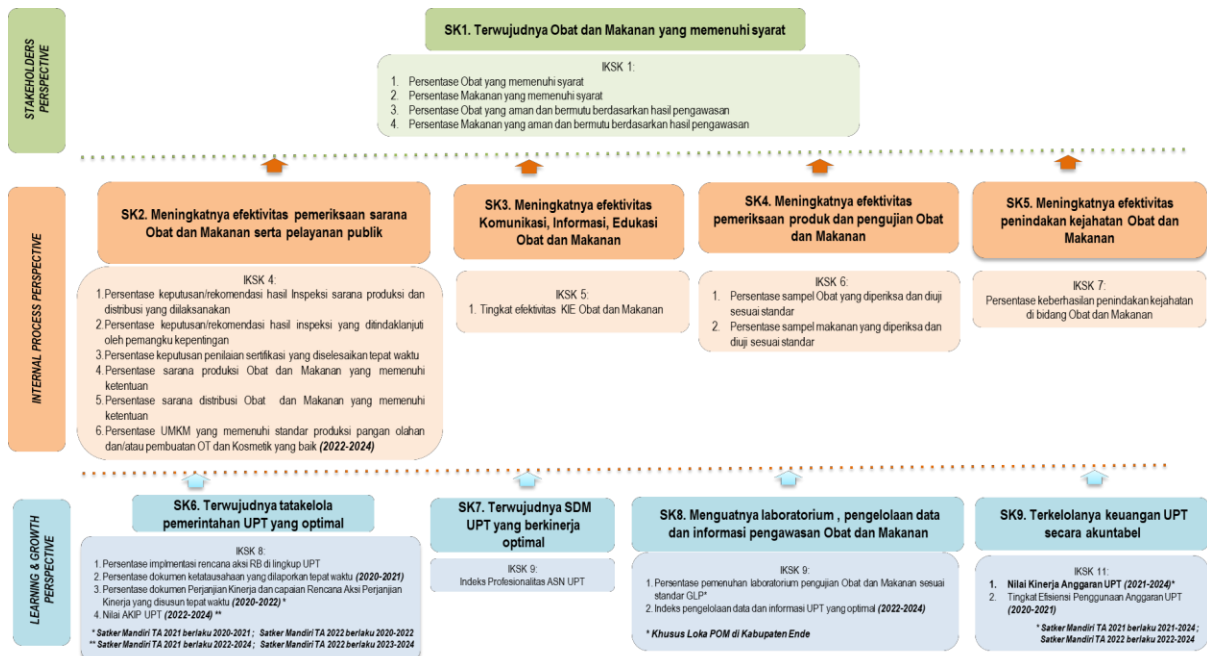 STAKEHOLDERS
PERSPECTIVE
SK1. Terwujudnya Obat dan Makanan yang memenuhi syarat
IKSK 1:
1. Persentase Obat yang memenuhi syarat
2. Persentase Makanan yang memenuhi syarat
3. Persentase Obat yang aman dan bermutu berdasarkan hasil pengawasan
4. Persentase Makanan yang aman dan bermutu berdasarkan hasil pengawasan
INTERNAL PROCESS PERSPECTIVE
SK2. Meningkatnya efektivitas pemeriksaan sarana
Obat dan Makanan serta pelayanan publik
IKSK 4:
1. Persentase keputusan/rekomendasi hasil Inspeksi sarana produksi dan
distribusi yang dilaksanakan
2. Persentase keputusan/rekomendasi hasil inspeksi yang ditindaklanjuti
oleh pemangku kepentingan
3. Persentase keputusan penilaian sertifikasi yang diselesaikan tepat waktu
4. Persentase sarana produksi Obat dan Makanan yang memenuhi
ketentuan
5. Persentase sarana distribusi Obat dan Makanan yang memenuhi
ketentuan
6. Persentase UMKM yang memenuhi standar produksi pangan olahan
dan/atau pembuatan OT dan Kosmetik yang baik (2022-2024)
SK3. Meningkatnya efektivitas
Komunikasi, Informasi, Edukasi
Obat dan Makanan
IKSK 5:
1. Tingkat efektivitas KIE Obat dan Makanan
SK4. Meningkatnya efektivitas
pemeriksaan produk dan pengujian Obat
dan Makanan
IKSK 6:
1. Persentase sampel Obat yang diperiksa dan diuji
sesuai standar
2. Persentase sampel makanan yang diperiksa dan
diuji sesuai standar
SK5. Meningkatnya efektivitas
penindakan kejahatan Obat dan
Makanan
IKSK 7:
Persentase keberhasilan penindakan kejahatan
di bidang Obat dan Makanan
LEARNING & GROWTH
PERSPECTIVE
SK6. Terwujudnya tatakelola
pemerintahan UPT yang optimal
IKSK 8:
1. Persentase implmentasi rencana aksi RB di lingkup UPT
2. Persentase dokumen ketatausahaan yang dilaporkan tepat waktu (2020-2021)
3. Persentase dokumen Perjanjian Kinerja dan capaian Rencana Aksi Perjanjian
Kinerja yang disusun tepat waktu (2020-2022) *
4. Nilai AKIP UPT (2022-2024) **
* Satker Mandiri TA 2021 berlaku 2020-2021 ; Satker Mandiri TA 2022 berlaku 2020-2022
** Satker Mandiri TA 2021 berlaku 2022-2024 ; Satker Mandiri TA 2022 berlaku 2023-2024
SK7. Terwujudnya SDM
UPT yang berkinerja
optimal
IKSK 9:
Indeks Profesionalitas ASN UPT
SK8. Menguatnya laboratorium , pengelolaan data
dan informasi pengawasan Obat dan Makanan
IKSK 9:
1. Persentase pemenuhan laboratorium pengujian Obat dan Makanan sesuai
standar GLP*
2. Indeks pengelolaan data dan informasi UPT yang optimal (2022-2024)
* Khusus Loka POM di Kabupaten Ende
SK9. Terkelolanya keuangan UPT
secara akuntabel
IKSK 11:
1. Nilai Kinerja Anggaran UPT (2021-2024)*
2. Tingkat Efisiensi Penggunaan Anggaran UPT
(2020-2021)
* Satker Mandiri TA 2021 berlaku 2021-2024 ;
Satker Mandiri TA 2022 berlaku 2022-2024